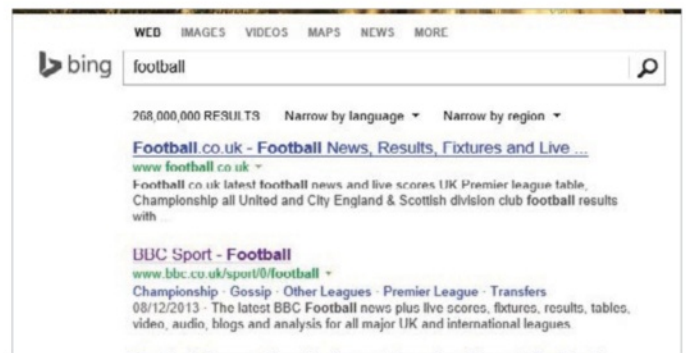 WEB IMAGES VIDEOS MAPS NEWS MORE
bing football
268,000,000 RESULTS Narrow by language Narrow by region
Football.co.uk - Football News, Results, Fixtures and Live ...
www.football.co.uk
Football.co.uk latest football news and live scores UK Premier league table,
Championship all United and City England & Scottish division club football results
with ...
BBC Sport - Football
www.bbc.co.uk/sport/0/football
Championship · Gossip · Other Leagues · Premier League · Transfers
08/12/2013 · The latest BBC Football news plus live scores, fixtures, results, tables,
video, audio, blogs and analysis for all major UK and international leagues